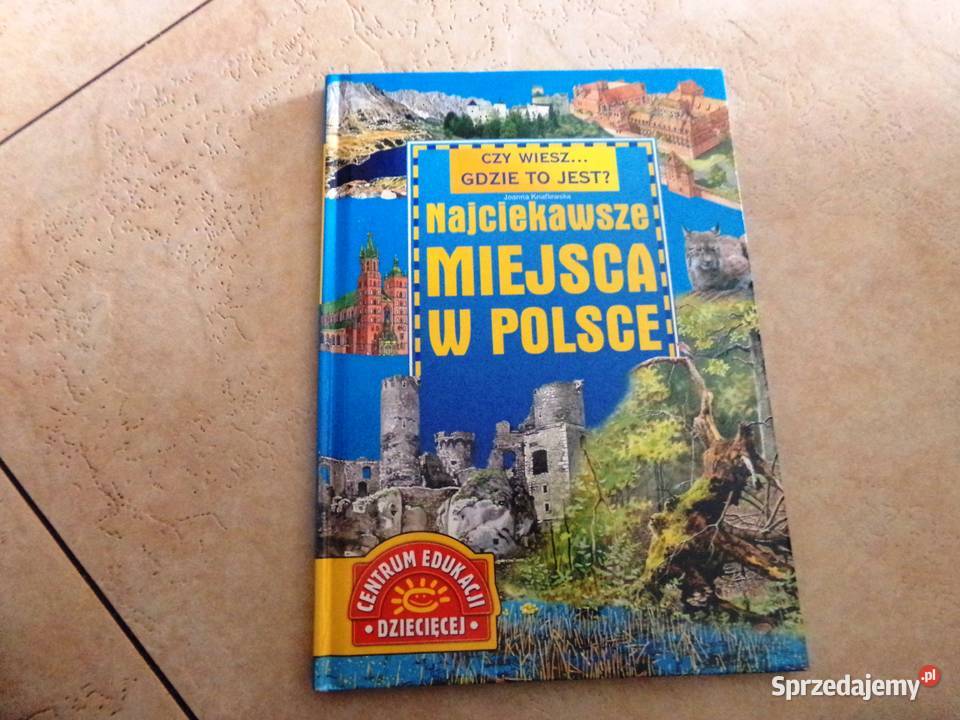 CZY WIESZ...
GDZIE TO JEST?
Joanna Knaflewska
Najciekawsze
MIEJSCA
W POLSCE
CENTRUM EDUKACJI
• DZIECIĘCEJ •
Sprzedajemy.pl